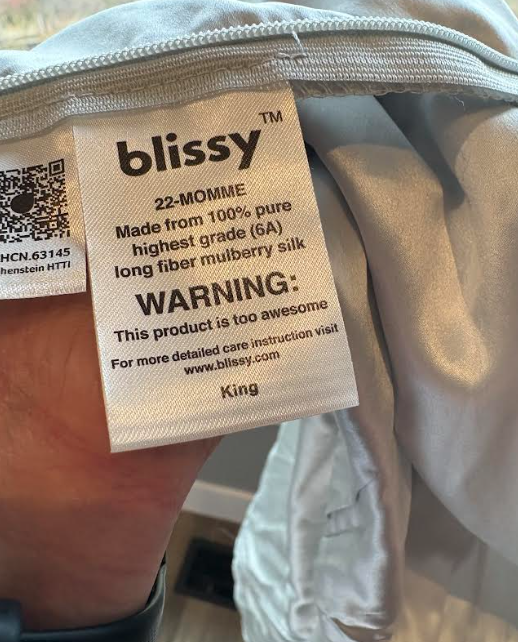 blissy™
22-MOMME
Made from 100% pure
highest grade (6A)
long fiber mulberry silk
WARNING:
This product is too awesome
For more detailed care instruction visit
www.blissy.com
King
HCN.63145
henstein HTTI